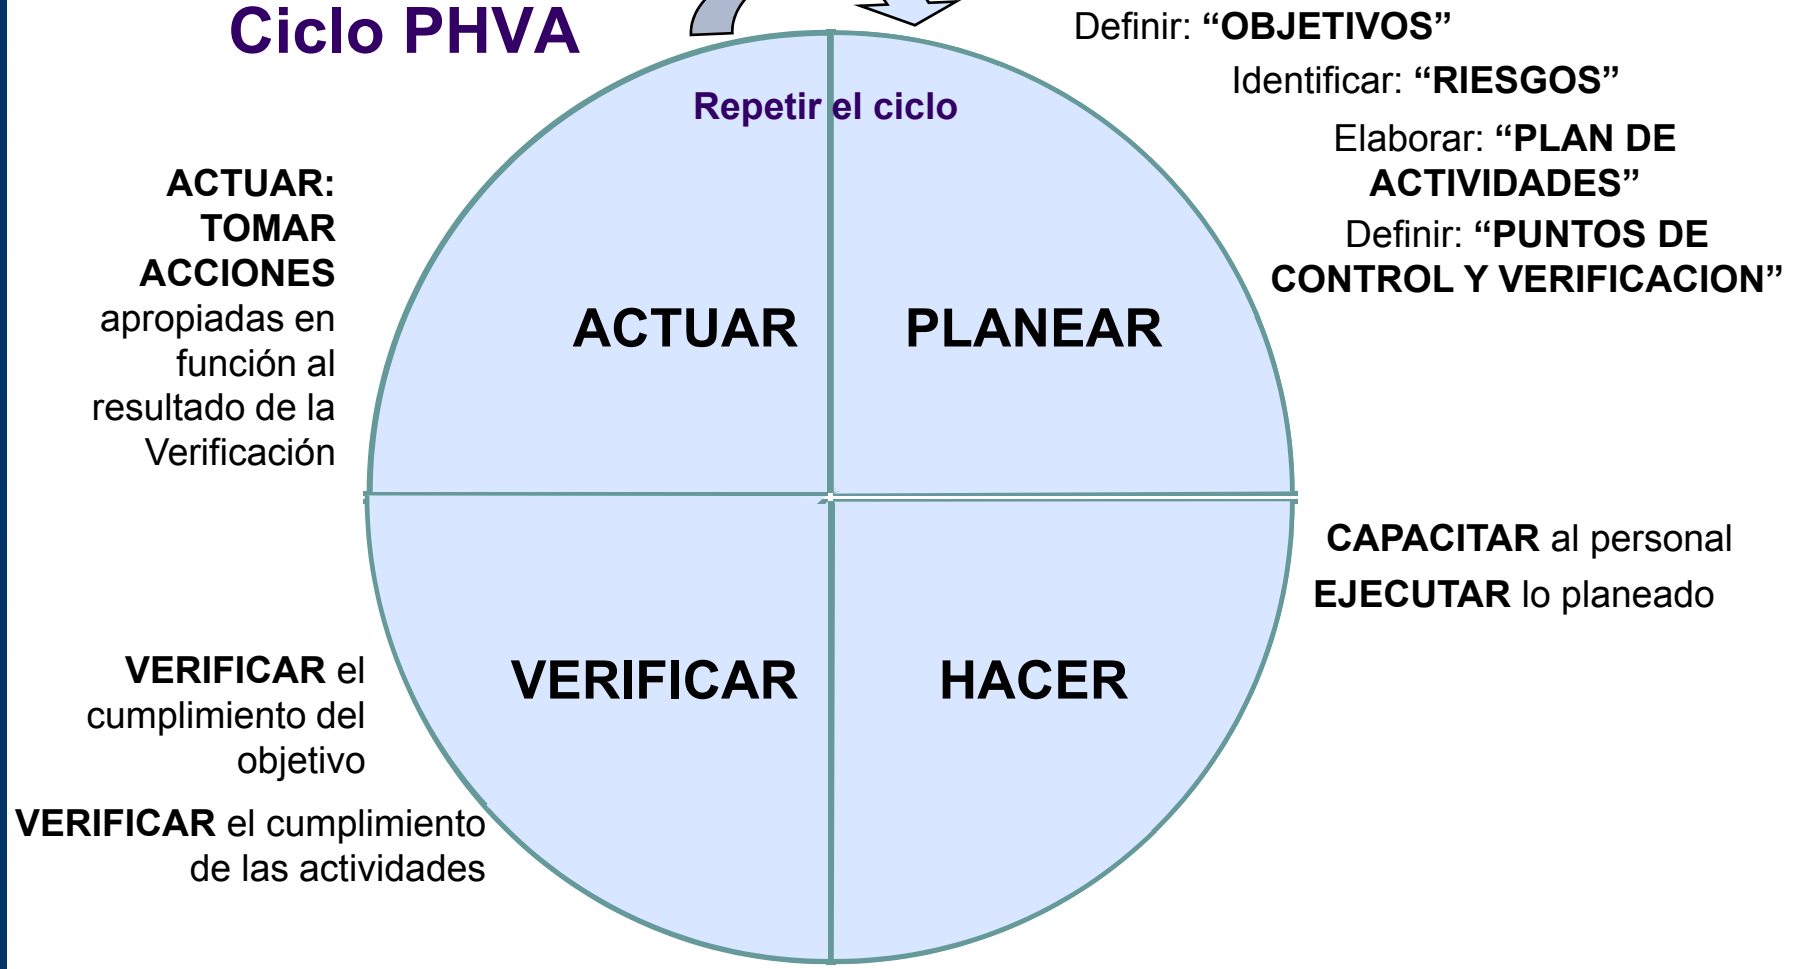 Ciclo PHVA
Definir: “OBJETIVOS”
Identificar: “RIESGOS”
Elaborar: “PLAN DE
ACTIVIDADES”
Definir: “PUNTOS DE
CONTROL Y VERIFICACION”
Repetir el ciclo
ACTUAR:
TOMAR
ACCIONES
apropiadas en
función al
resultado de la
Verificación
ACTUAR
PLANEAR
CAPACITAR al personal
EJECUTAR lo planeado
VERIFICAR
HACER
VERIFICAR el
cumplimiento del
objetivo
VERIFICAR el cumplimiento
de las actividades